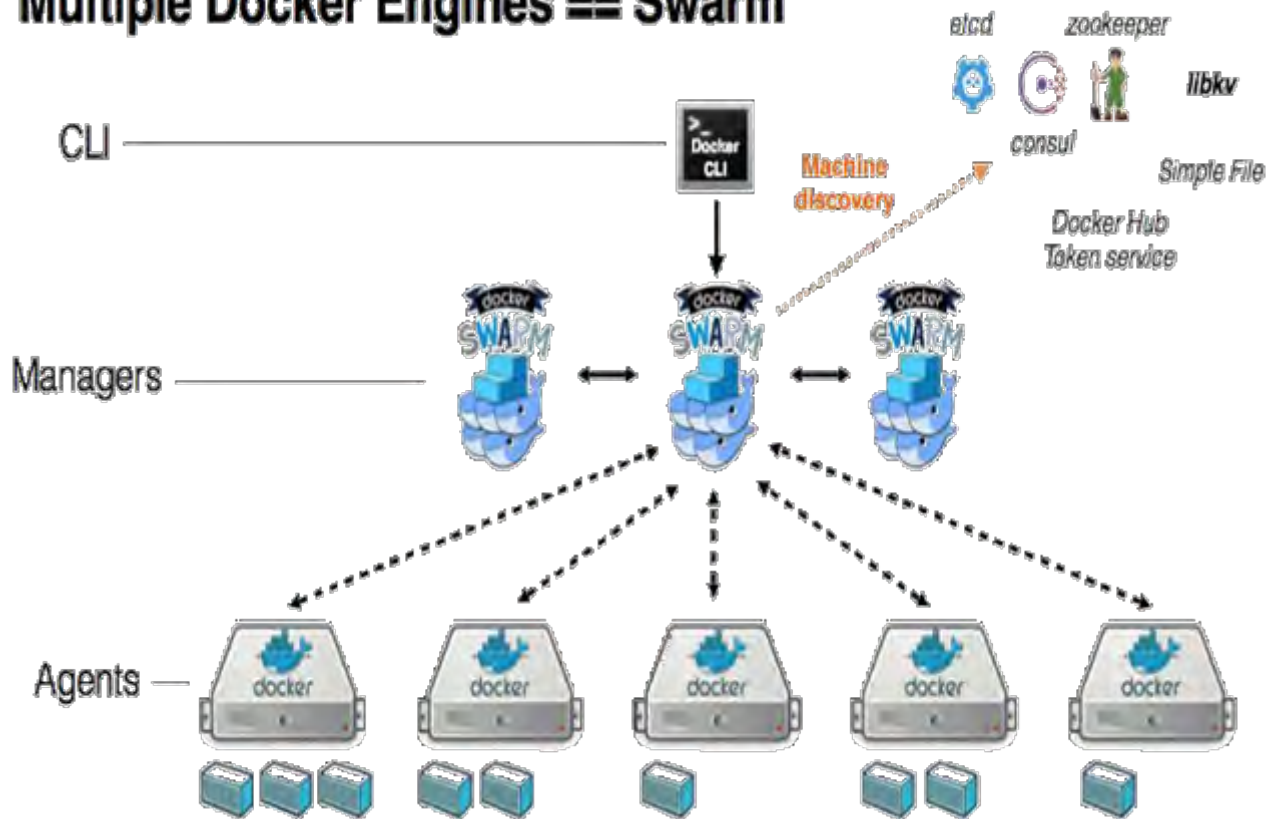 Multiple Docker Engines == Swarm
etcd
zookeeper
libkv
consul
Simple File
Docker Hub
Token service
CLI
>_
Docker
CLI
Machine
discovery
docker
SWARM
docker
SWARM
docker
SWARM
Managers
Agents
docker
docker
docker
docker
docker